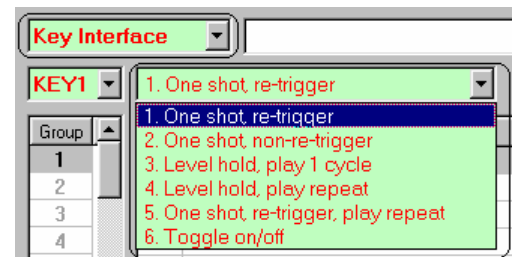 Key Interface
KEY1 1. One shot, re-trigger
1. One shot, re-trigger
2. One shot, non-re-trigger
3. Level hold, play 1 cycle
4. Level hold, play repeat
5. One shot, re-trigger, play repeat
6. Toggle on/off
Group
1
2
3
4